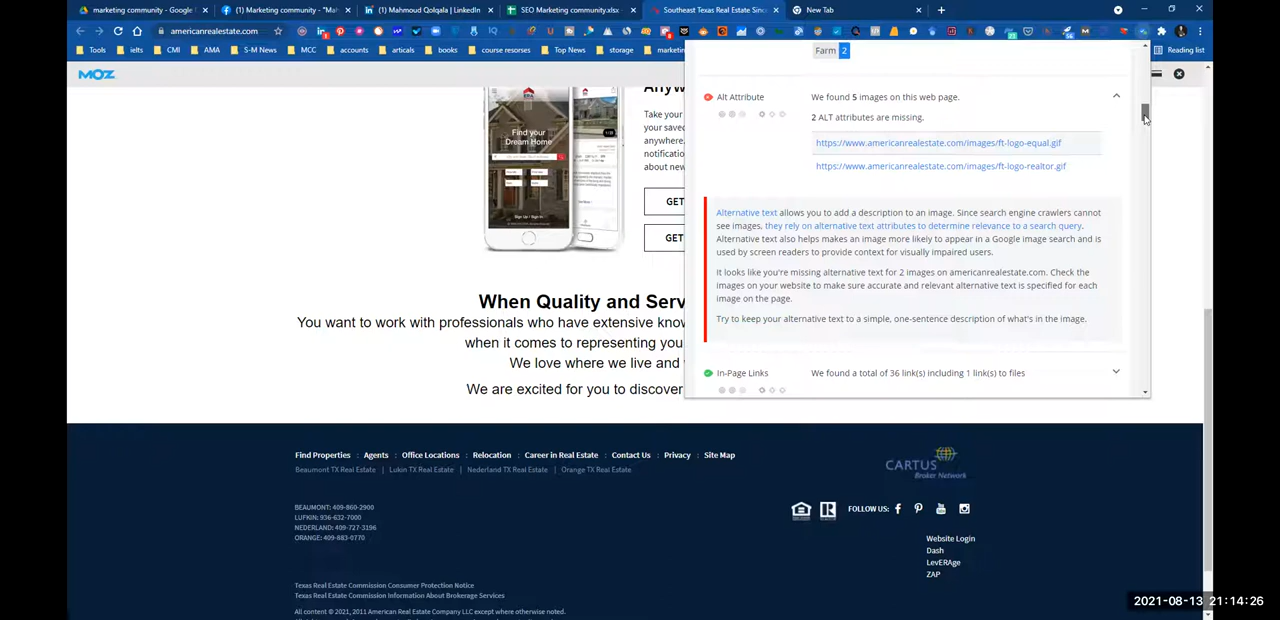 marketing community - Google
(1) Marketing community - "Mah
(1) Mahmoud Qolqala | LinkedIn
SEO Marketing community.xlsx
Southeast Texas Real Estate Sinc
New Tab
americanrealestate.com
Tools
ielts
CMI
AMA
S-M News
MCC
accounts
articals
books
course resorses
Top News
storage
marketin
Reading list
MOZ
Find your
Dream Home
Take your
your saved
anywhere.
notification
about new
GET
GET
When Quality and Serv
You want to work with professionals who have extensive know
when it comes to representing you
We love where we live and
We are excited for you to discover
Farm 2
Alt Attribute
We found 5 images on this web page.
2 ALT attributes are missing.
https://www.americanrealestate.com/images/ft-logo-equal.gif
https://www.americanrealestate.com/images/ft-logo-realtor.gif
Alternative text allows you to add a description to an image. Since search engine crawlers cannot
see images, they rely on alternative text attributes to determine relevance to a search query.
Alternative text also helps makes an image more likely to appear in a Google image search and is
used by screen readers to provide context for visually impaired users.
It looks like you're missing alternative text for 2 images on americanrealestate.com. Check the
images on your website to make sure accurate and relevant alternative text is specified for each
image on the page.
Try to keep your alternative text to a simple, one-sentence description of what's in the image.
In-Page Links
We found a total of 36 link(s) including 1 link(s) to files
Find Properties : Agents : Office Locations : Relocation : Career in Real Estate : Contact Us : Privacy : Site Map
Beaumont TX Real Estate | Lukin TX Real Estate | Nederland TX Real Estate | Orange TX Real Estate
CARTUS
Broker Network
BEAUMONT: 409-860-2900
LUFKIN: 936-632-7000
NEDERLAND: 409-727-3196
ORANGE: 409-883-0770
FOLLOW US:
Website Login
Dash
LevERAge
ZAP
Texas Real Estate Commission Consumer Protection Notice
Texas Real Estate Commission Information About Brokerage Services
All content © 2021, 2011 American Real Estate Company LLC except where otherwise noted.
2021-08-13 21:14:26